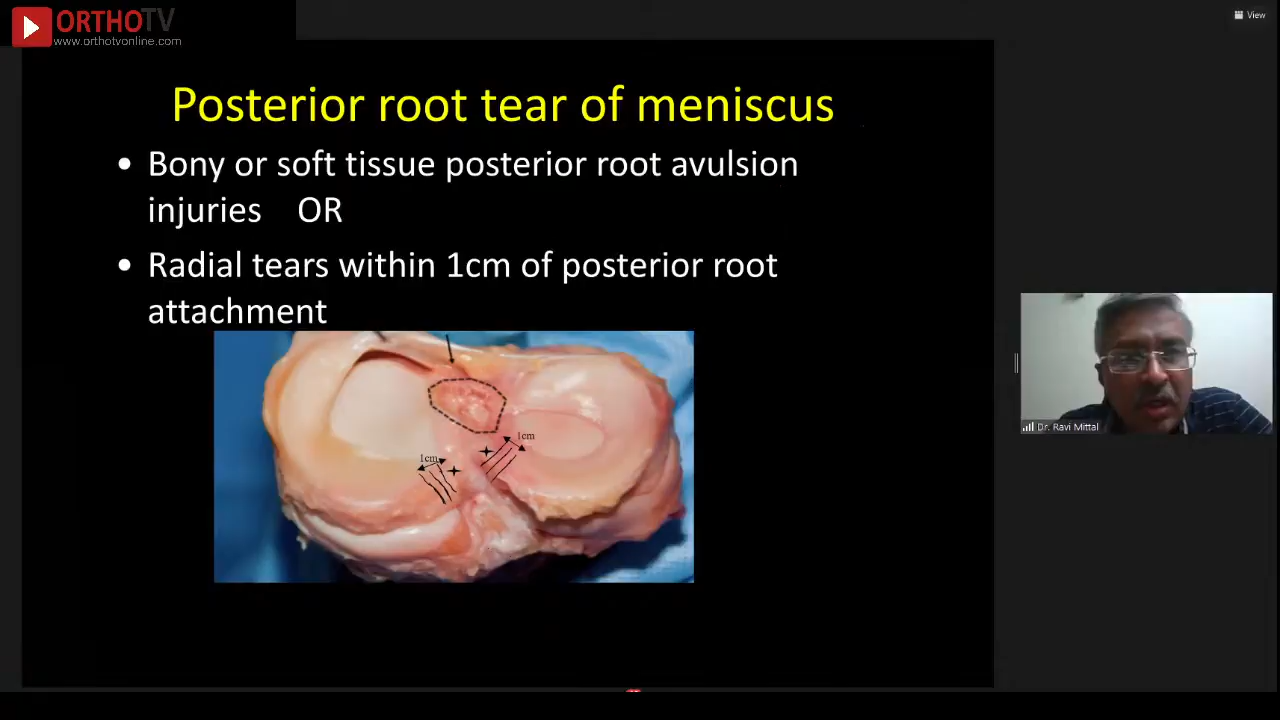 ORTHOTV
www.orthotvonline.com
View
Posterior root tear of meniscus
• Bony or soft tissue posterior root avulsion
injuries OR
• Radial tears within 1cm of posterior root
attachment
1cm
1cm
Dr. Ravi Mittal